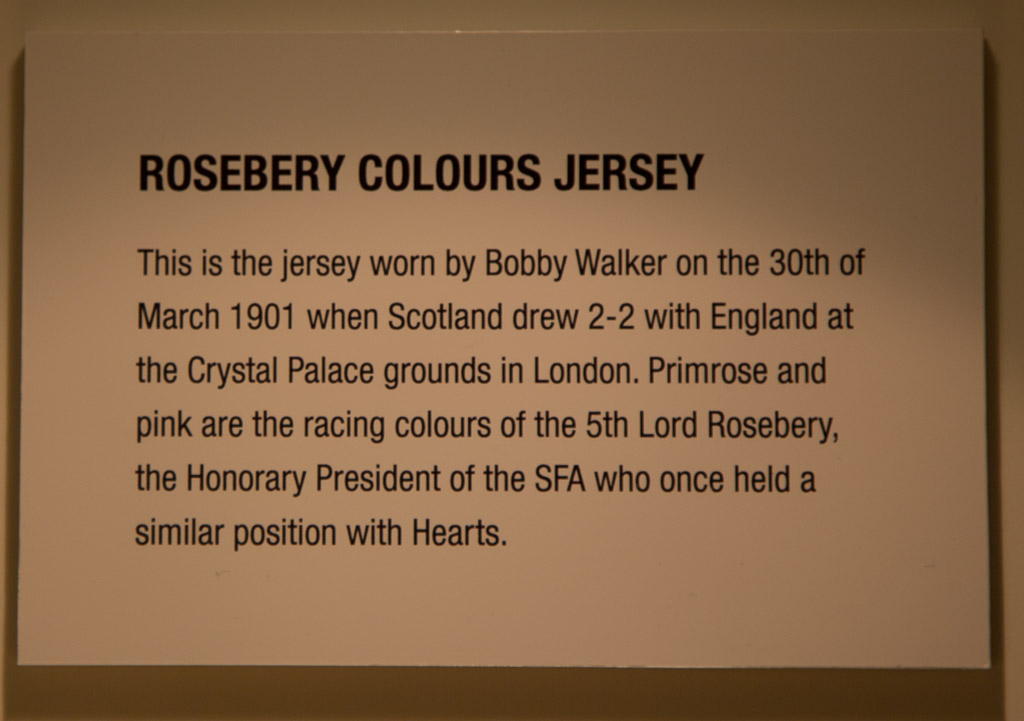 ROSEBERY COLOURS JERSEY
This is the jersey worn by Bobby Walker on the 30th of
March 1901 when Scotland drew 2-2 with England at
the Crystal Palace grounds in London. Primrose and
pink are the racing colours of the 5th Lord Rosebery,
the Honorary President of the SFA who once held a
similar position with Hearts.